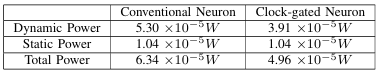 Conventional Neuron Clock-gated Neuron
Dynamic Power 5.30 ×10⁻⁵W 3.91 ×10⁻⁵W
Static Power 1.04 ×10⁻⁵W 1.04 ×10⁻⁵W
Total Power 6.34 ×10⁻⁵W 4.96 ×10⁻⁵W